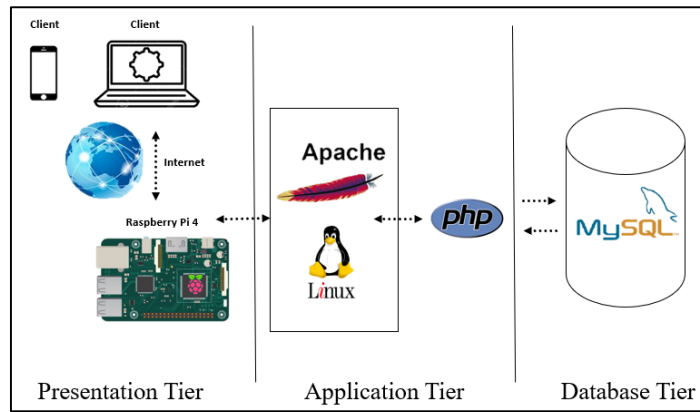 Client
Client
Internet
Raspberry Pi 4
Apache
Linux
php
MySQL
Presentation Tier
Application Tier
Database Tier